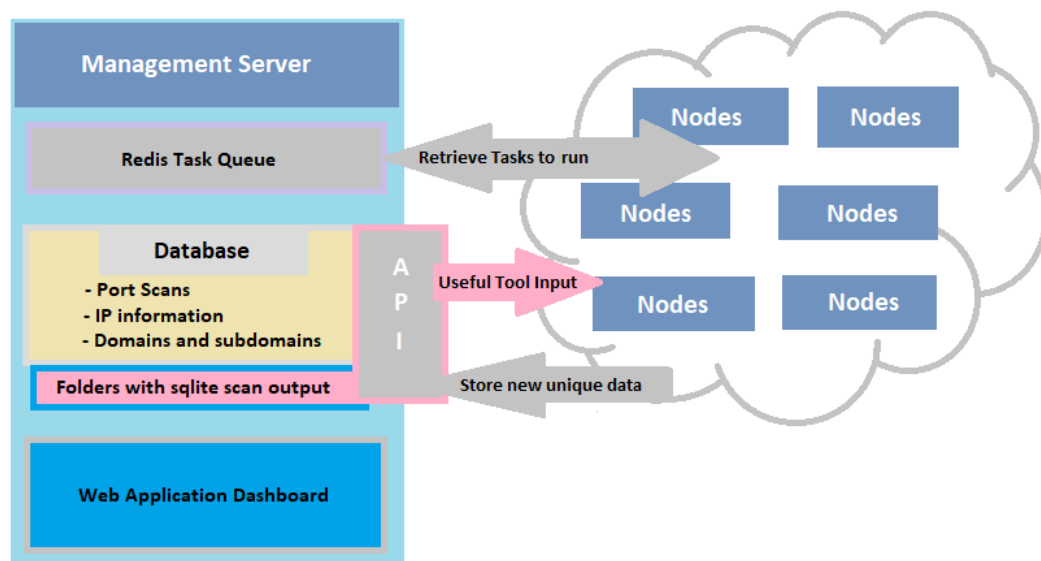 Management Server
Redis Task Queue
Retrieve Tasks to run
Database
- Port Scans
- IP information
- Domains and subdomains
A
P
I
Folders with sqlite scan output
Useful Tool Input
Store new unique data
Web Application Dashboard
Nodes
Nodes
Nodes
Nodes
Nodes
Nodes